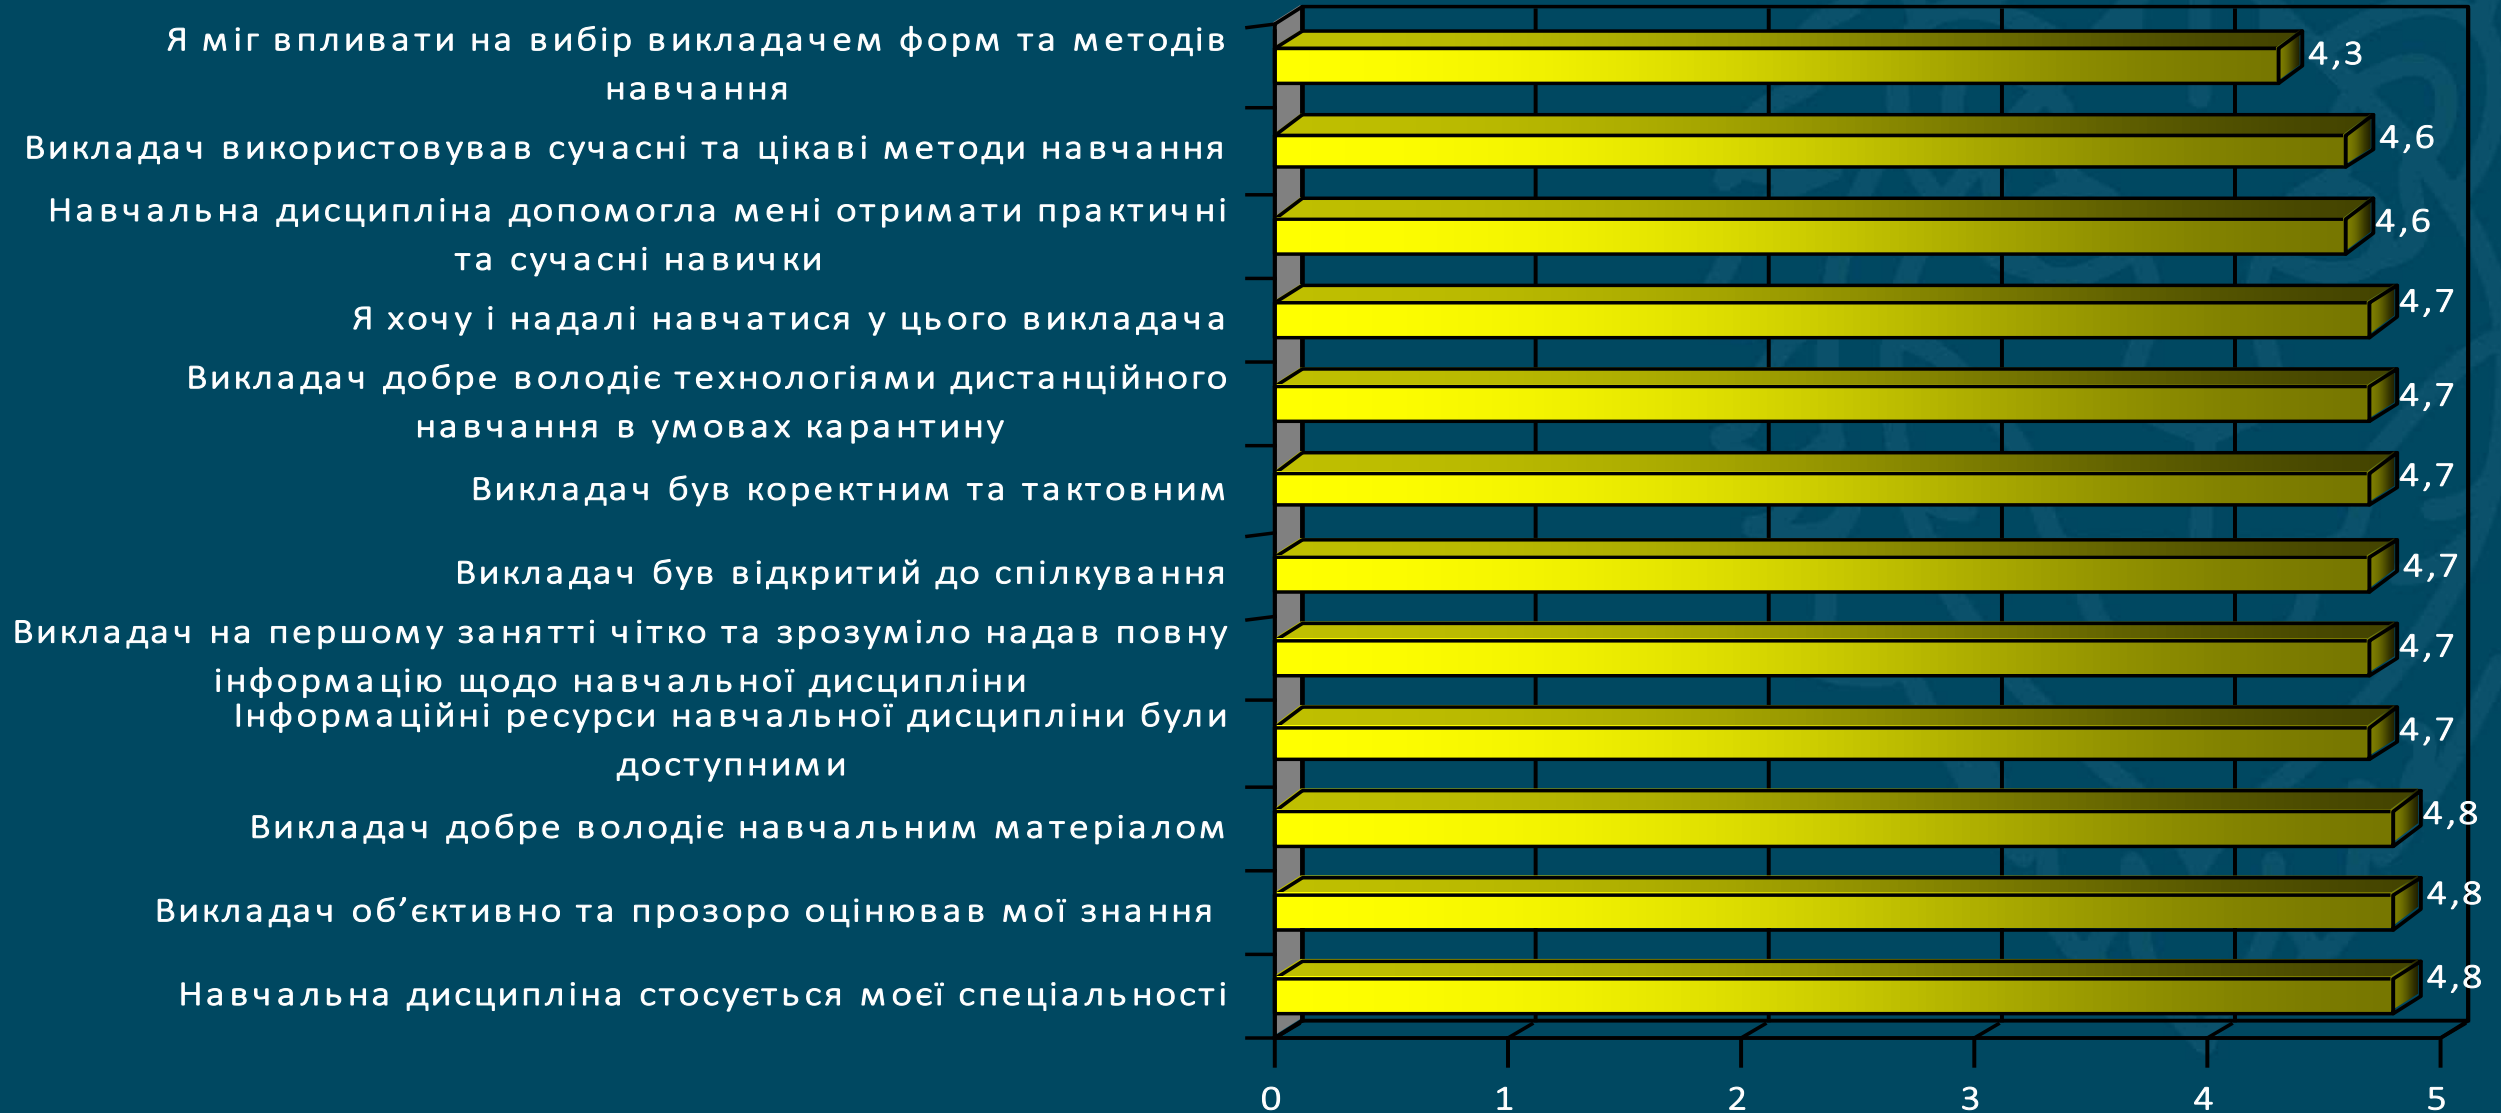 Я міг впливати на вибір викладачем форм та методів
навчання
4,3
Викладач використовував сучасні та цікаві методи навчання
4,6
Навчальна дисципліна допомогла мені отримати практичні
та сучасні навички
4,6
Я хочу і надалі навчатися у цього викладача
4,7
Викладач добре володіє технологіями дистанційного
навчання в умовах карантину
4,7
Викладач був коректним та тактовним
4,7
Викладач був відкритий до спілкування
4,7
Викладач на першому занятті чітко та зрозуміло надав повну
інформацію щодо навчальної дисципліни
4,7
Інформаційні ресурси навчальної дисципліни були
доступними
4,7
Викладач добре володіє навчальним матеріалом
4,8
Викладач об’єктивно та прозоро оцінював мої знання
4,8
Навчальна дисципліна стосується моєї спеціальності
4,8
0 1 2 3 4 5